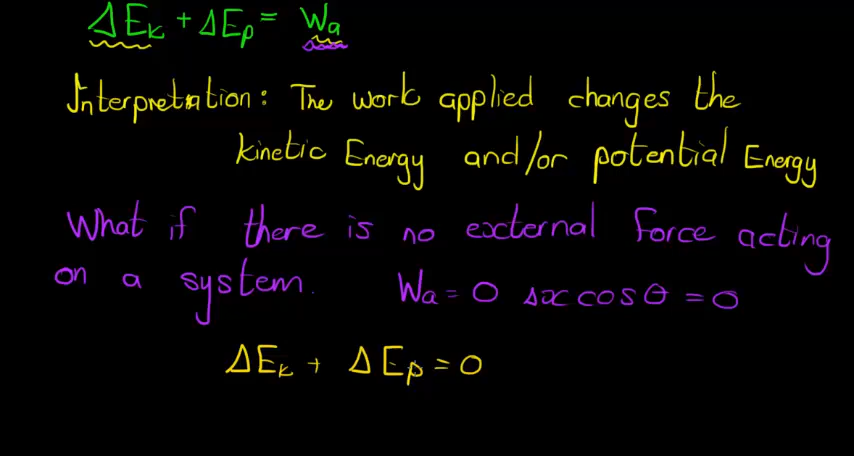 ΔEk + ΔEp = Wa
Interpretation: The work applied changes the
kinetic Energy and/or potential Energy
What if there is no external force acting
on a system. Wa = 0 Δx cos θ = 0
ΔEk + ΔEp = 0